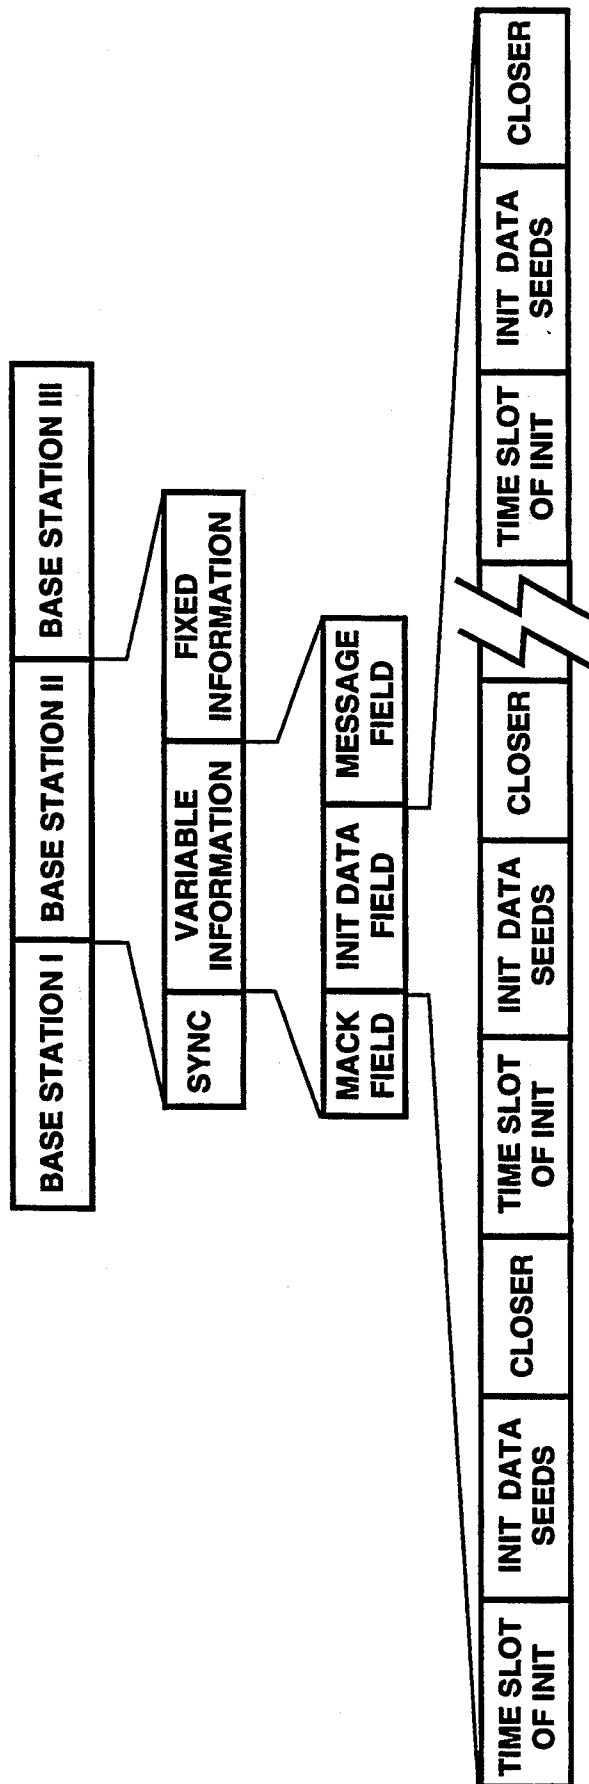 BASE STATION I
BASE STATION II
BASE STATION III
SYNC
VARIABLE
INFORMATION
FIXED
INFORMATION
MACK
FIELD
INIT DATA
FIELD
MESSAGE
FIELD
TIME SLOT
OF INIT
INIT DATA
SEEDS
CLOSER
TIME SLOT
OF INIT
INIT DATA
SEEDS
CLOSER
TIME SLOT
OF INIT
INIT DATA
SEEDS
CLOSER